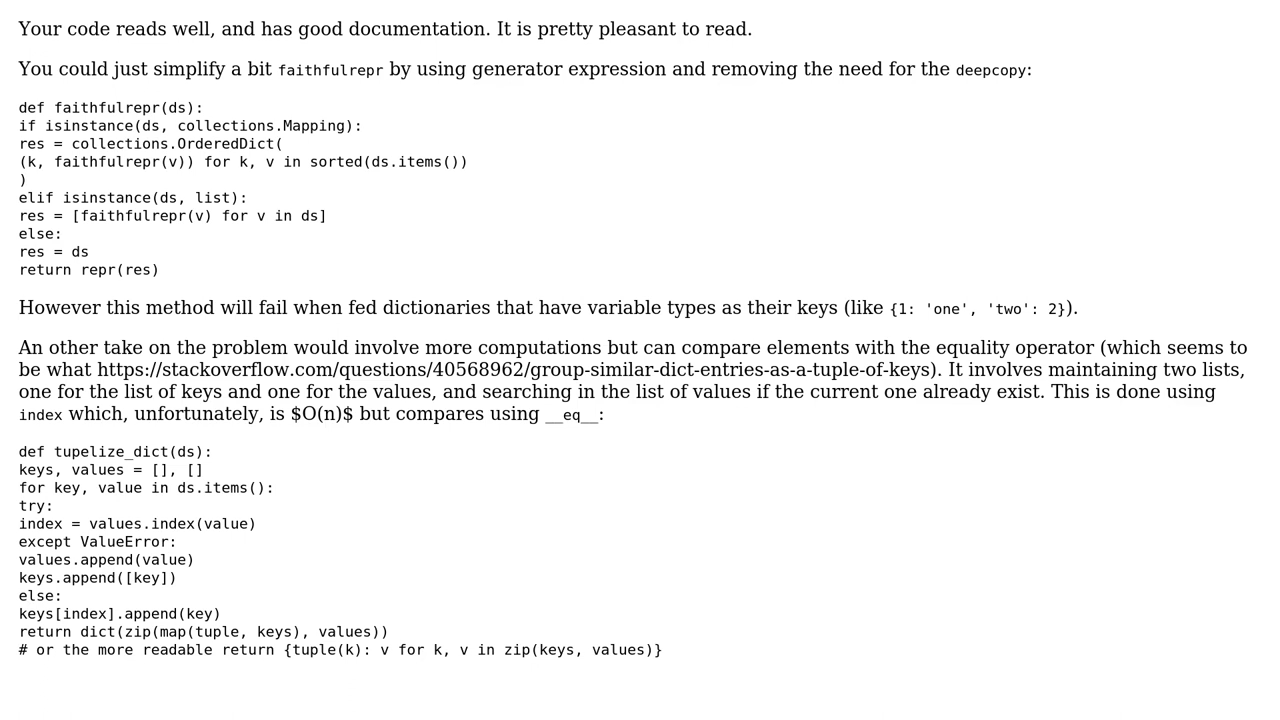 Your code reads well, and has good documentation. It is pretty pleasant to read.
You could just simplify a bit faithfulrepr by using generator expression and removing the need for the deepcopy:
def faithfulrepr(ds):
if isinstance(ds, collections.Mapping):
res = collections.OrderedDict(
(k, faithfulrepr(v)) for k, v in sorted(ds.items())
)
elif isinstance(ds, list):
res = [faithfulrepr(v) for v in ds]
else:
res = ds
return repr(res)
However this method will fail when fed dictionaries that have variable types as their keys (like {1: 'one', 'two': 2}).
An other take on the problem would involve more computations but can compare elements with the equality operator (which seems to
be what https://stackoverflow.com/questions/40568962/group-similar-dict-entries-as-a-tuple-of-keys). It involves maintaining two lists,
one for the list of keys and one for the values, and searching in the list of values if the current one already exist. This is done using
index which, unfortunately, is $O(n)$ but compares using __eq__:
def tupelize_dict(ds):
keys, values = [], []
for key, value in ds.items():
try:
index = values.index(value)
except ValueError:
values.append(value)
keys.append([key])
else:
keys[index].append(key)
return dict(zip(map(tuple, keys), values))
# or the more readable return {tuple(k): v for k, v in zip(keys, values)}